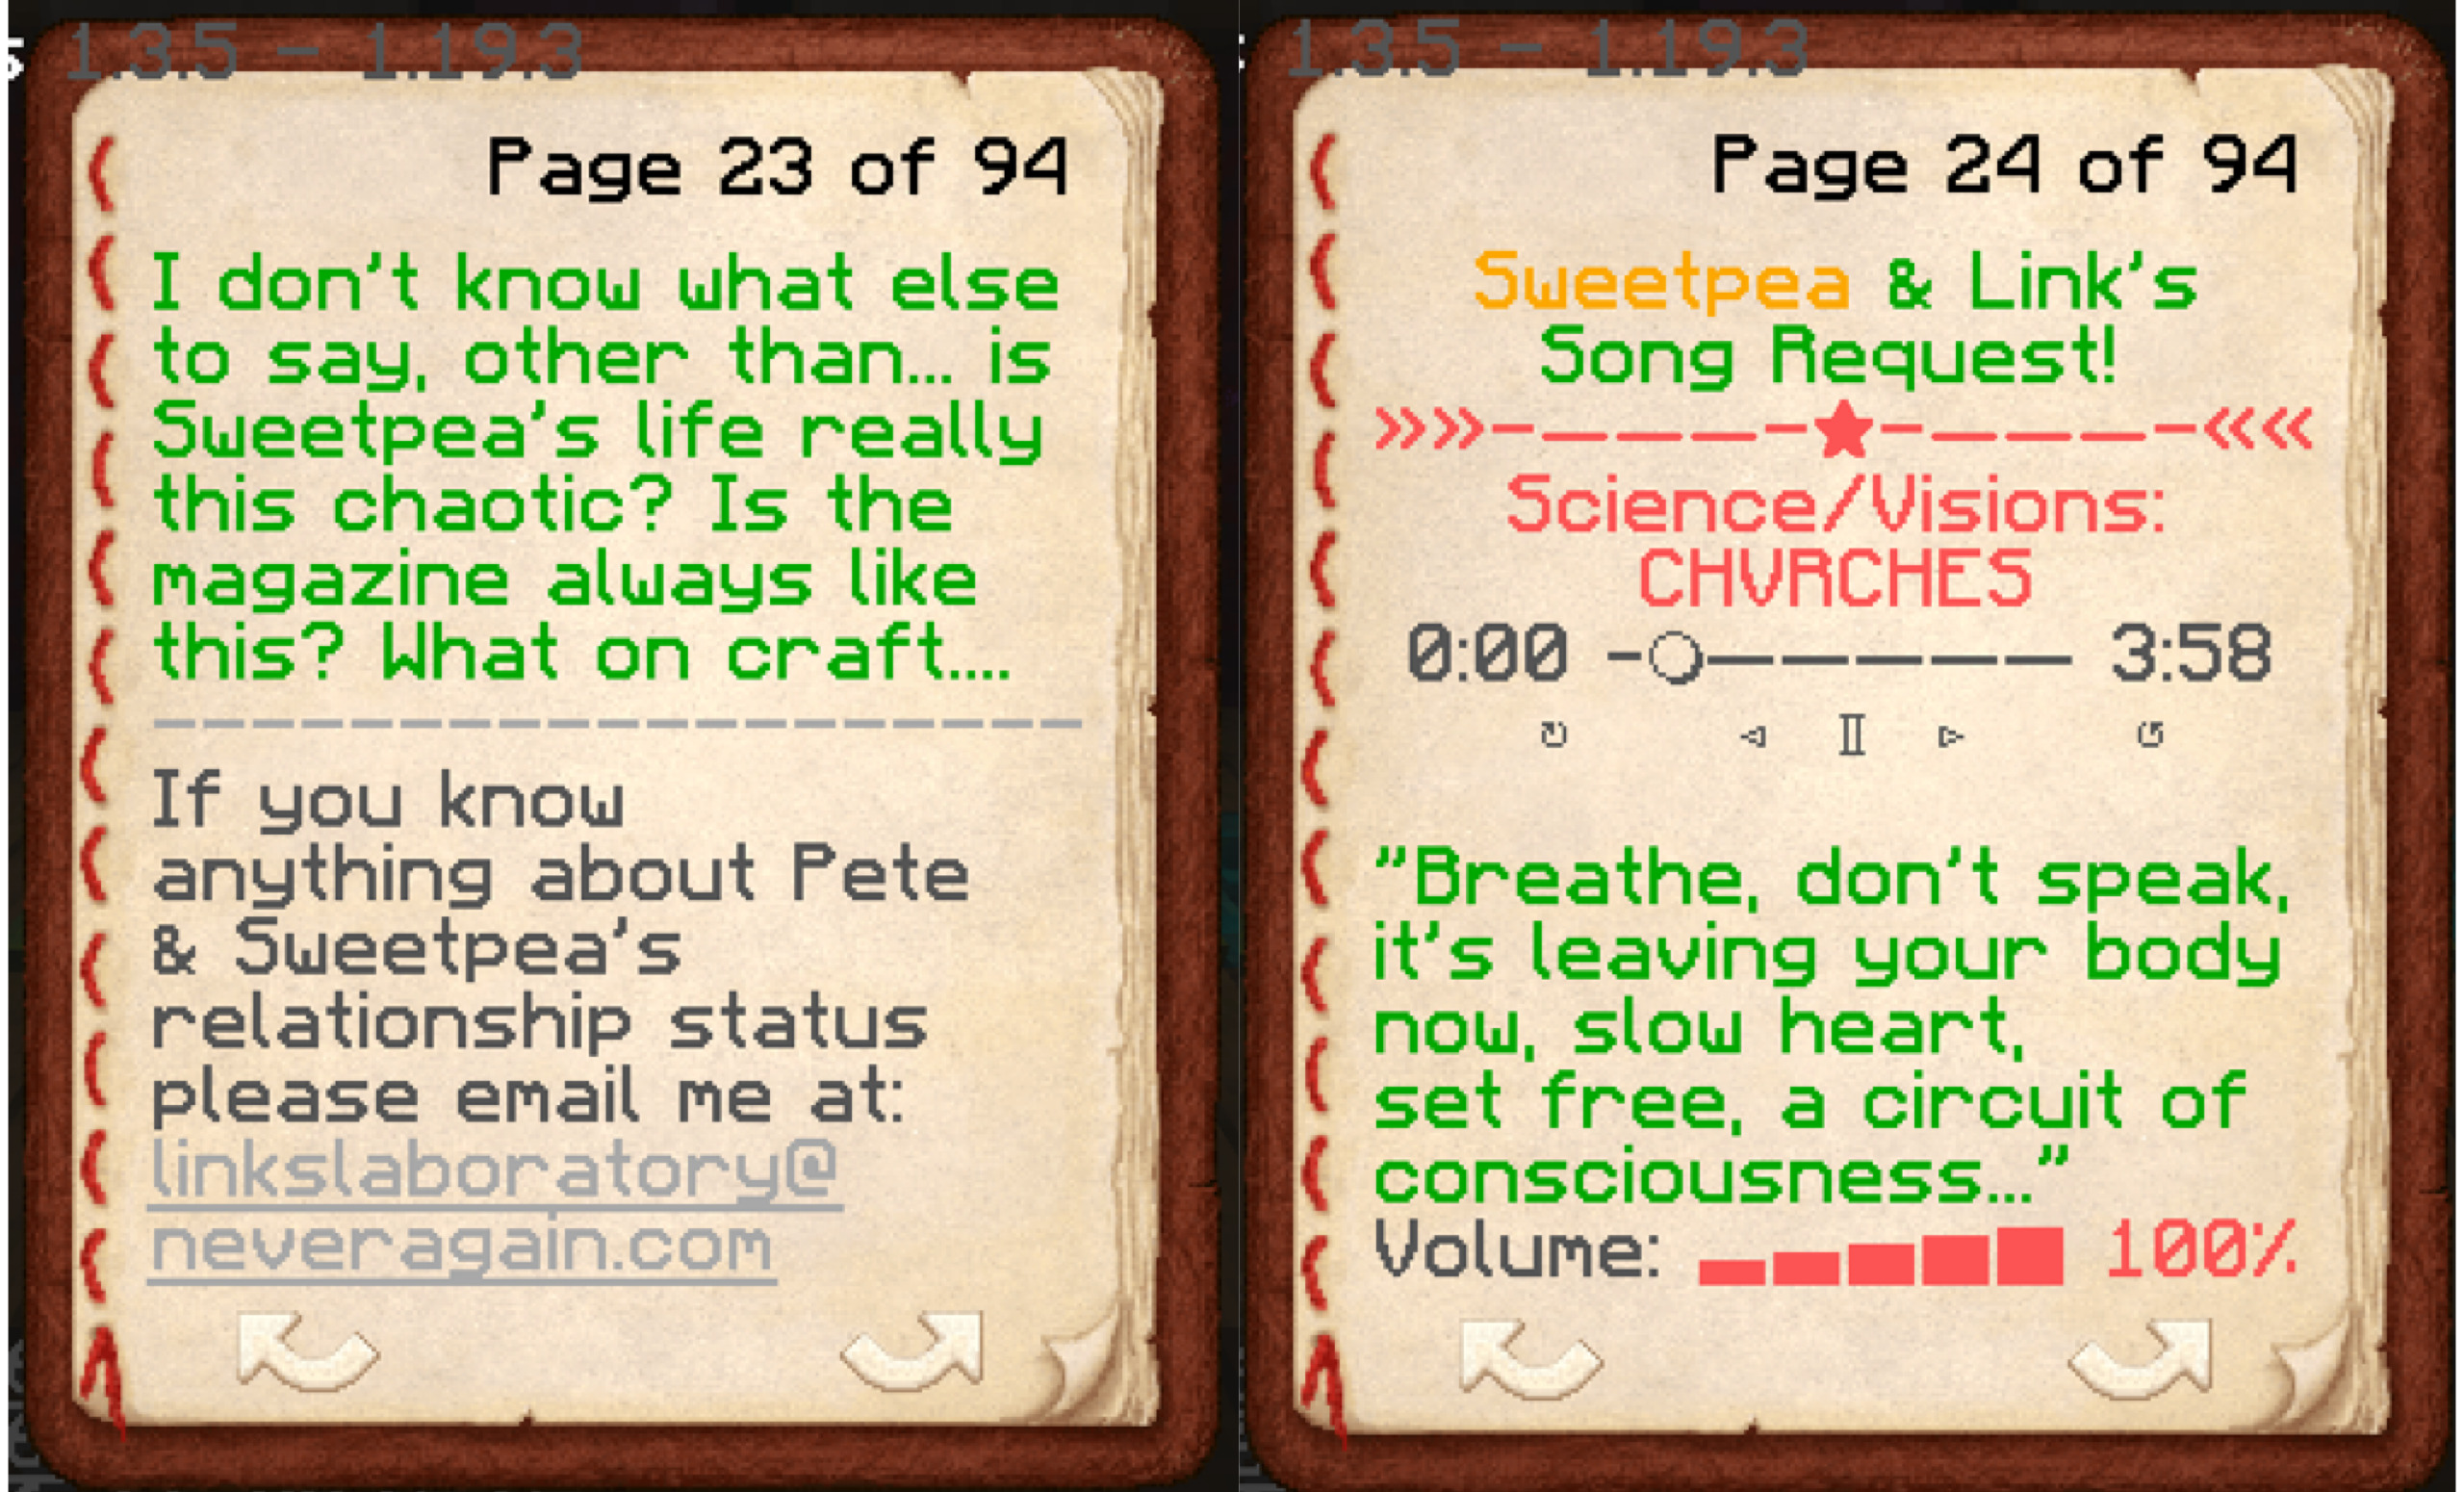 1.3.5 - 1.19.3
Page 23 of 94
I don't know what else
to say, other than... is
Sweetpea's life really
this chaotic? Is the
magazine always like
this? What on craft....
--------------------
If you know
anything about Pete
& Sweetpea's
relationship status
please email me at:
linkslaboratory@
neveragain.com
1.3.5 - 1.19.3
Page 24 of 94
Sweetpea & Link's
Song Request!
»»-———-★-———-««
Science/Visions:
CHVRCHES
0:00 -○————— 3:58
↻ ◅ II ▻ ↺
"Breathe, don't speak,
it's leaving your body
now, slow heart,
set free, a circuit of
consciousness..."
Volume: ▂▃▄▅▆ 100%